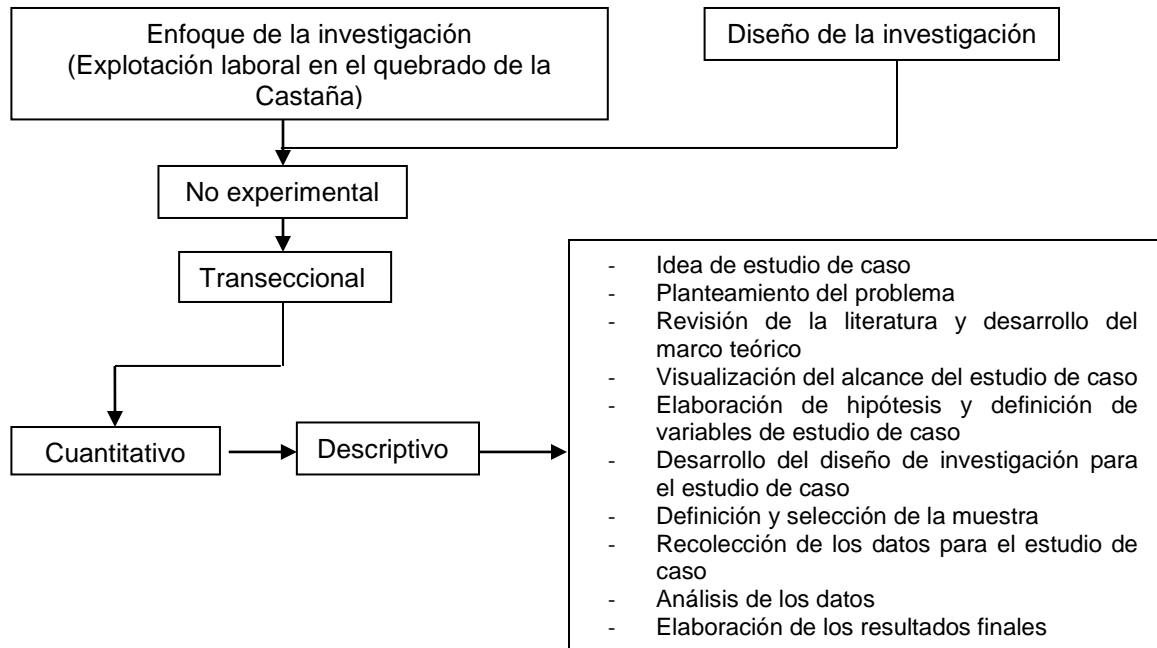 Enfoque de la investigación
(Explotación laboral en el quebrado de la
Castaña)
Diseño de la investigación
No experimental
Transeccional
Cuantitativo
Descriptivo
- Idea de estudio de caso
- Planteamiento del problema
- Revisión de la literatura y desarrollo del
marco teórico
- Visualización del alcance del estudio de caso
- Elaboración de hipótesis y definición de
variables de estudio de caso
- Desarrollo del diseño de investigación para
el estudio de caso
- Definición y selección de la muestra
- Recolección de los datos para el estudio de
caso
- Análisis de los datos
- Elaboración de los resultados finales